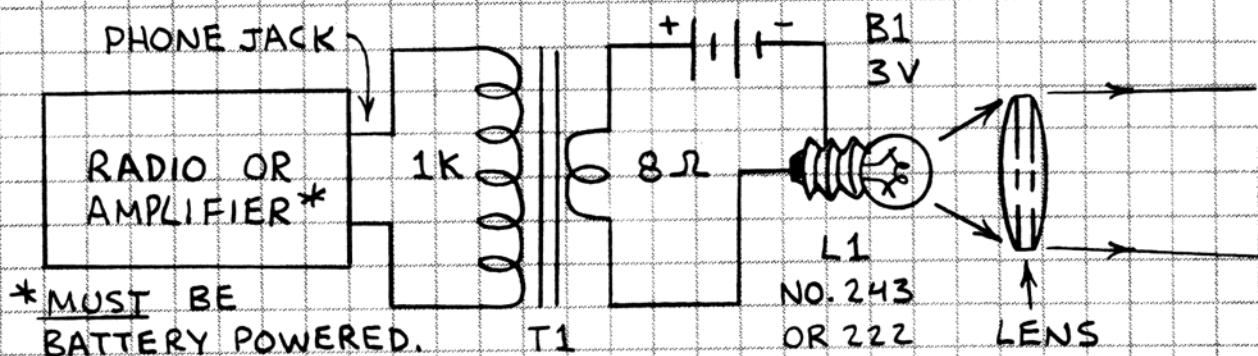 PHONE JACK
+ -
B1
3V
RADIO OR
AMPLIFIER*
1K
8Ω
L1
NO. 243
OR 222
*MUST BE
BATTERY POWERED.
T1
LENS